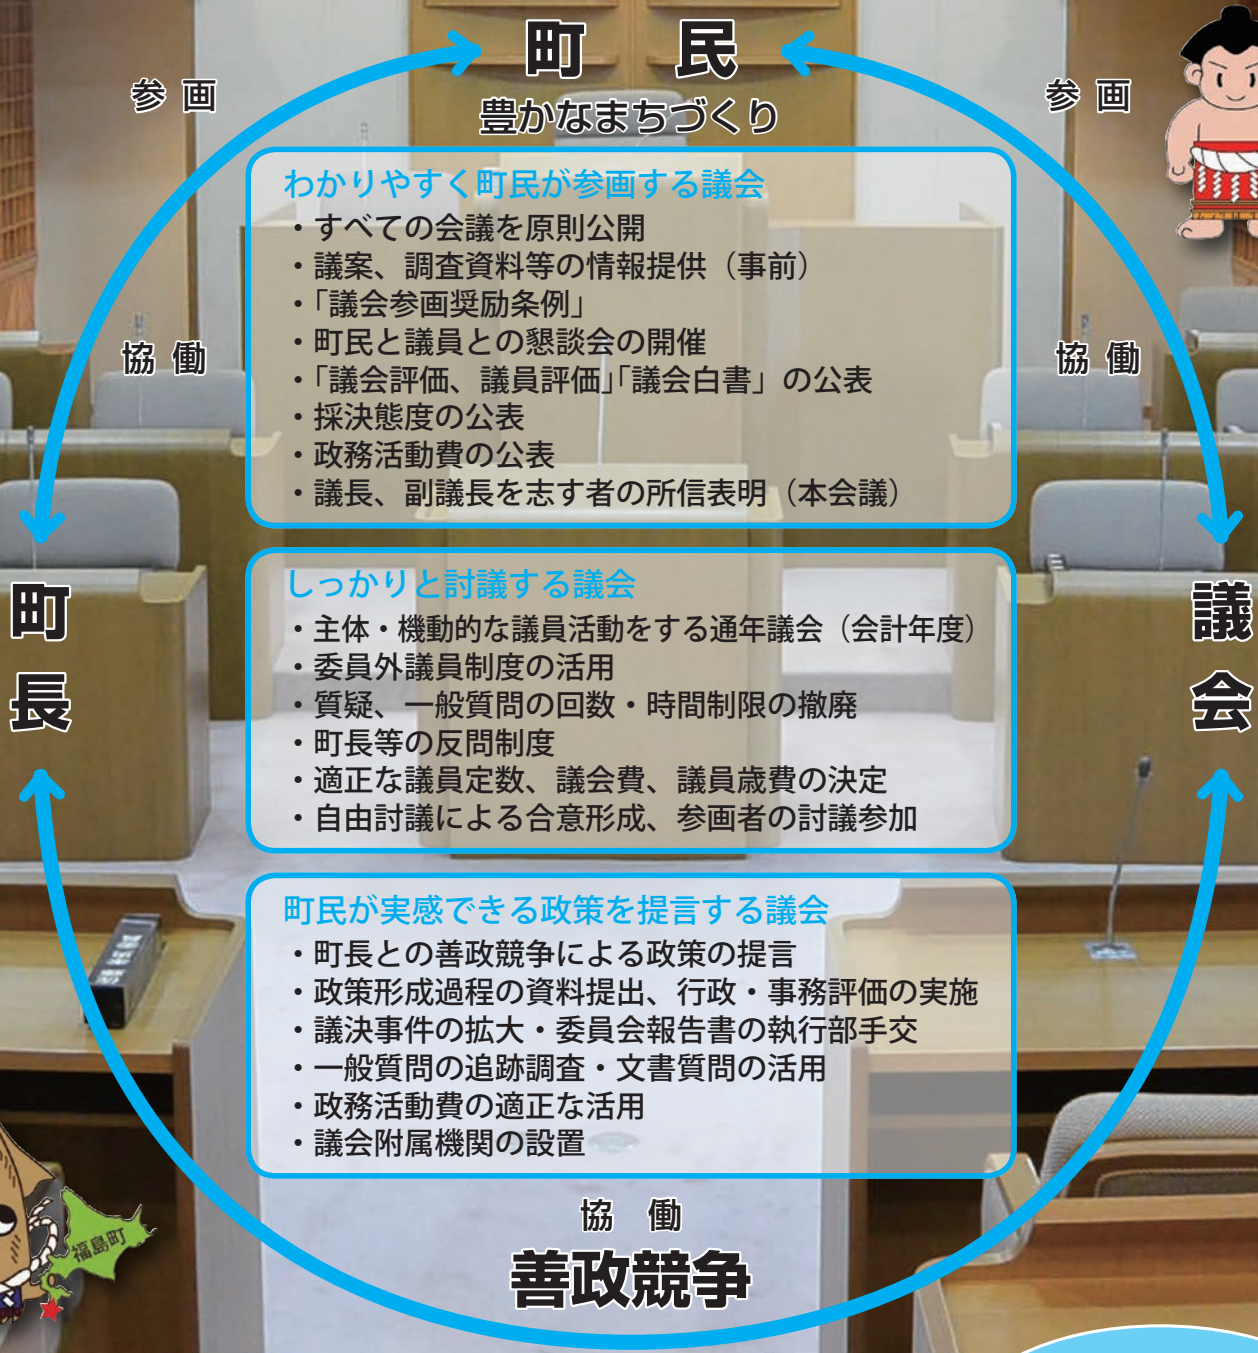 町 民
豊かなまちづくり
参 画
参 画
協 働
協 働
わかりやすく町民が参画する議会
・すべての会議を原則公開
・議案、調査資料等の情報提供（事前）
・「議会参画奨励条例」
・町民と議員との懇談会の開催
・「議会評価、議員評価」「議会白書」の公表
・採決態度の公表
・政務活動費の公表
・議長、副議長を志す者の所信表明（本会議）
町長
議会
しっかりと討議する議会
・主体・機動的な議員活動をする通年議会（会計年度）
・委員外議員制度の活用
・質疑、一般質問の回数・時間制限の撤廃
・町長等の反問制度
・適正な議員定数、議会費、議員歳費の決定
・自由討議による合意形成、参画者の討議参加
町民が実感できる政策を提言する議会
・町長との善政競争による政策の提言
・政策形成過程の資料提出、行政・事務評価の実施
・議決事件の拡大・委員会報告書の執行部手交
・一般質問の追跡調査・文書質問の活用
・政務活動費の適正な活用
・議会附属機関の設置
福島町
協 働
善政競争